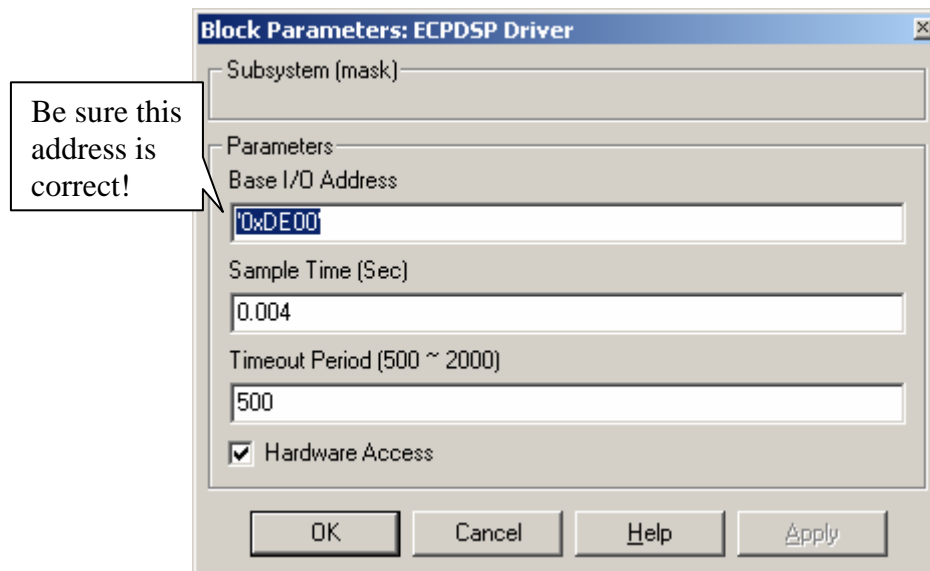 Block Parameters: ECPDSP Driver
Subsystem (mask)
Be sure this
address is
correct!
Parameters
Base I/O Address
'0xDE00'
Sample Time (Sec)
0.004
Timeout Period (500 ~ 2000)
500
Hardware Access
OK
Cancel
Help
Apply